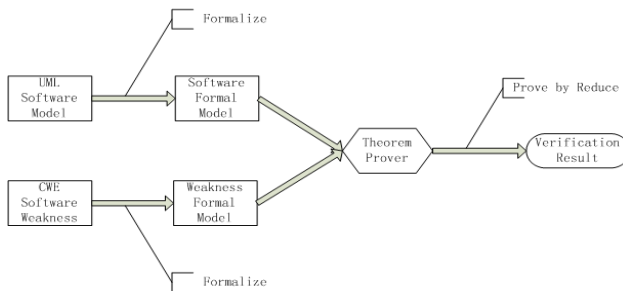 Formalize
UML
Software
Model
Software
Formal
Model
Prove by Reduce
Theorem
Prover
Verification
Result
CWE
Software
Weakness
Weakness
Formal
Model
Formalize